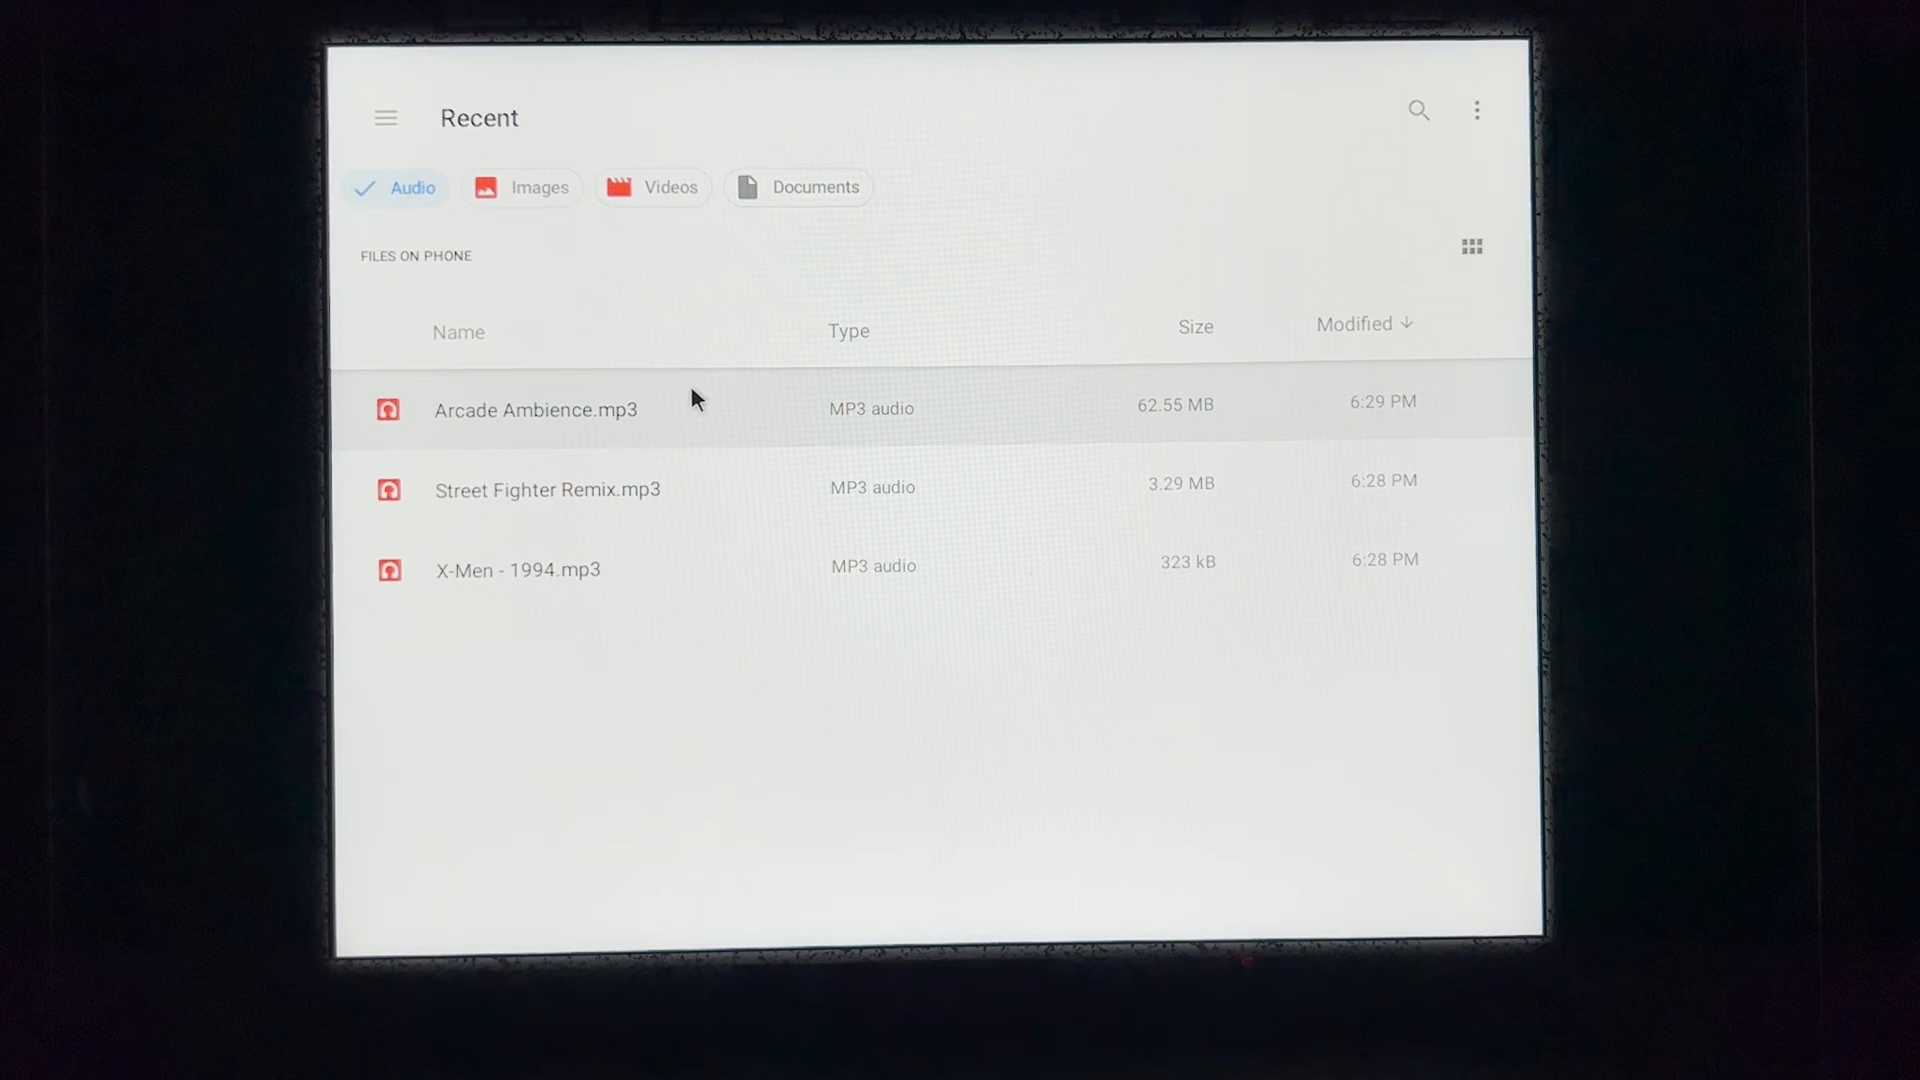 Recent
Audio Images Videos Documents
FILES ON PHONE
Name Type Size Modified
Arcade Ambience.mp3 MP3 audio 62.55 MB 6:29 PM
Street Fighter Remix.mp3 MP3 audio 3.29 MB 6:28 PM
X-Men - 1994.mp3 MP3 audio 323 kB 6:28 PM